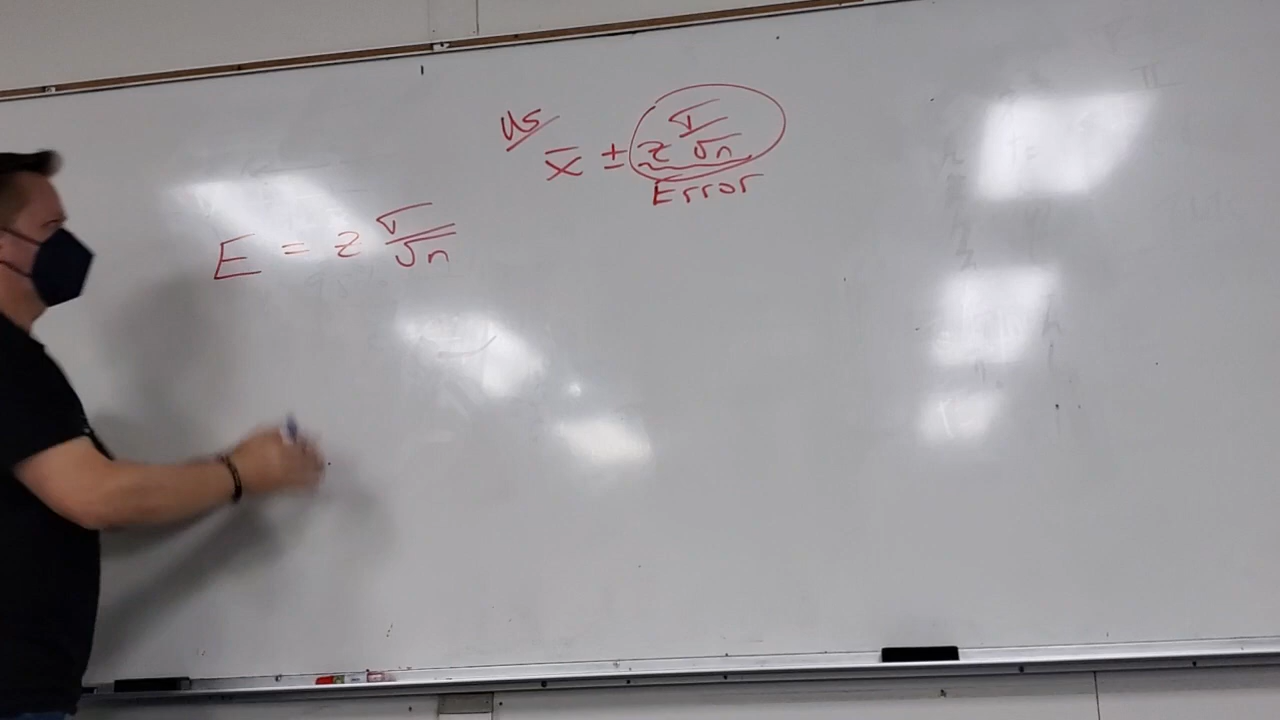 us
x̄ ± z σ/√n
Error
E = z σ/√n